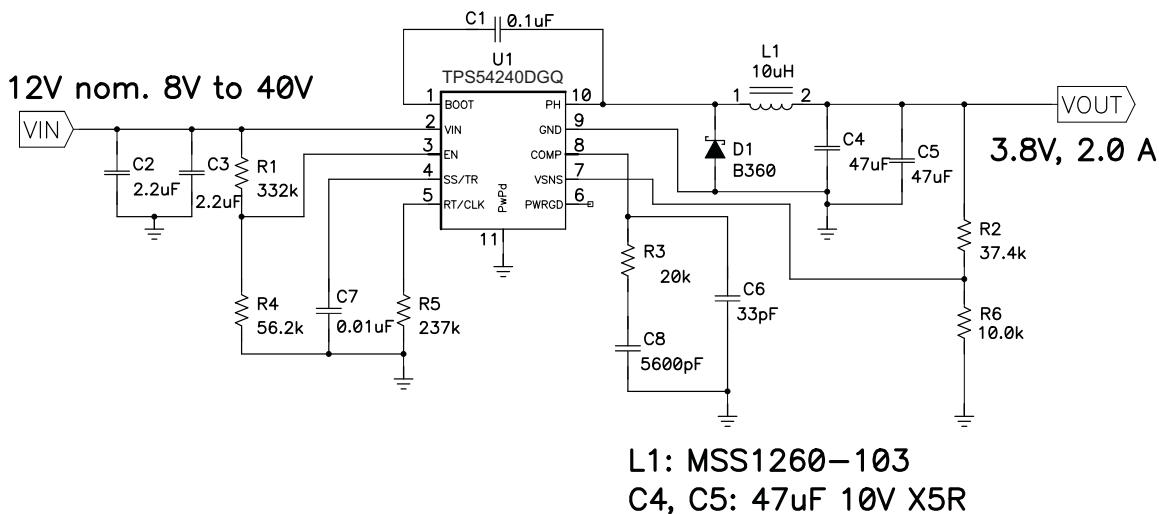 C1
0.1uF
U1
TPS54240DGQ
L1
10uH
12V nom. 8V to 40V
VIN
1
BOOT
PH
10
2
VIN
GND
9
3
EN
COMP
8
4
SS/TR
VSNS
7
5
RT/CLK
PWRGD
6
PwPd
11
1
2
VOUT
3.8V, 2.0 A
C2
2.2uF
C3
2.2uF
R1
332k
D1
B360
C4
47uF
C5
47uF
R2
37.4k
R3
20k
C6
33pF
R4
56.2k
C7
0.01uF
R5
237k
R6
10.0k
C8
5600pF
L1: MSS1260-103
C4, C5: 47uF 10V X5R